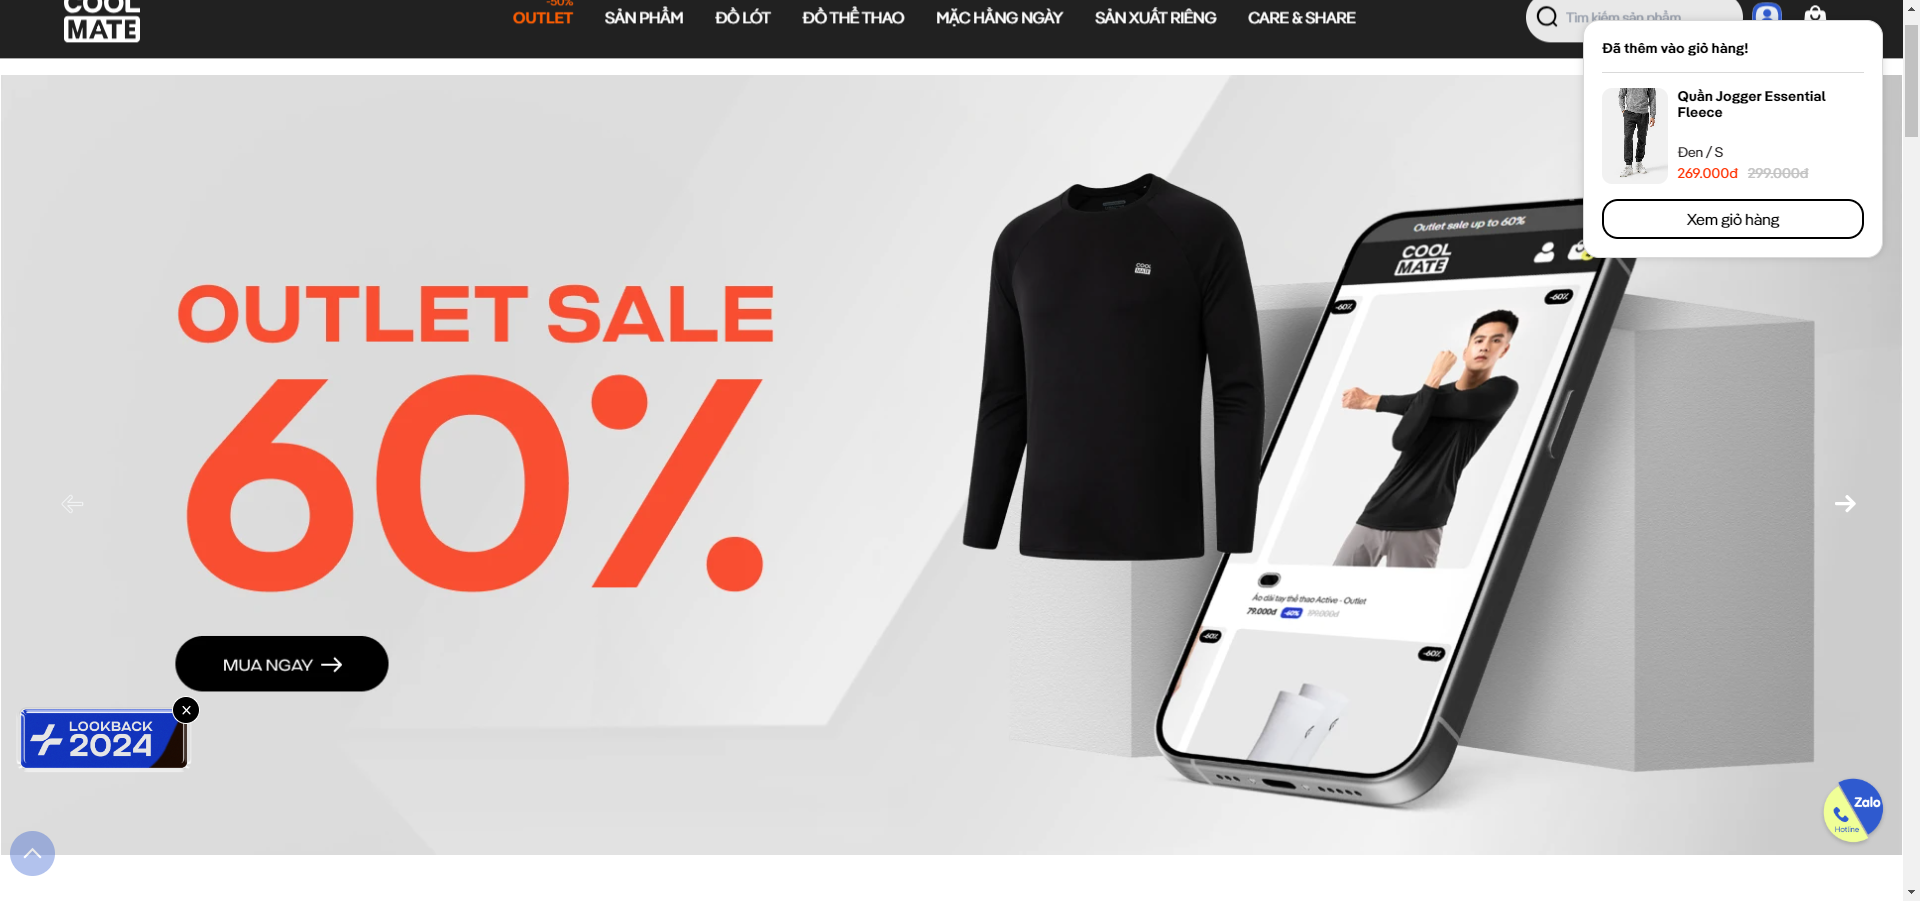 COOL
MATE
-50%
OUTLET
SẢN PHẨM
ĐỒ LÓT
ĐỒ THỂ THAO
MẶC HẰNG NGÀY
SẢN XUẤT RIÊNG
CARE & SHARE
Tìm kiếm sản phẩm
Đã thêm vào giỏ hàng!
Quần Jogger Essential
Fleece
Đen / S
269.000đ 299.000đ
Xem giỏ hàng
OUTLET SALE
60%
MUA NGAY
COOL
MATE
Outlet sale up to 60%
COOL
MATE
-60%
-60%
Áo dài tay thể thao Active - Outlet
79.000đ -60% 199.000đ
-60%
-60%
LOOKBACK
2024
Zalo
Hotline